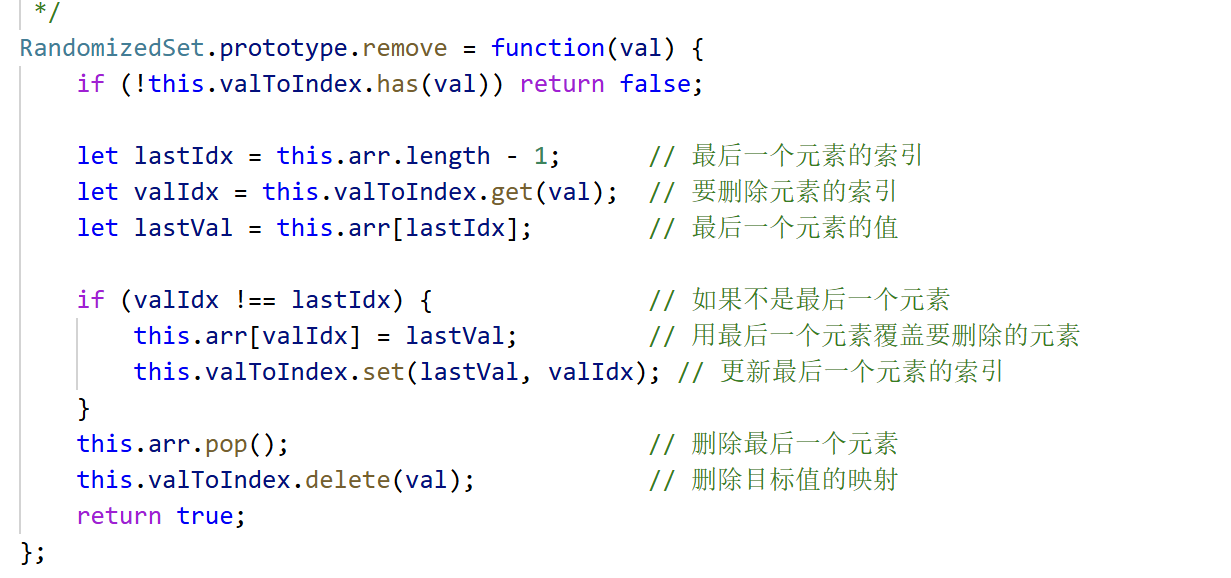 */
RandomizedSet.prototype.remove = function(val) {
    if (!this.valToIndex.has(val)) return false;
    let lastIdx = this.arr.length - 1;      // 最后一个元素的索引
    let valIdx = this.valToIndex.get(val);  // 要删除元素的索引
    let lastVal = this.arr[lastIdx];        // 最后一个元素的值
    if (valIdx !== lastIdx) {               // 如果不是最后一个元素
        this.arr[valIdx] = lastVal;         // 用最后一个元素覆盖要删除的元素
        this.valToIndex.set(lastVal, valIdx); // 更新最后一个元素的索引
    }
    this.arr.pop();                         // 删除最后一个元素
    this.valToIndex.delete(val);            // 删除目标值的映射
    return true;
};